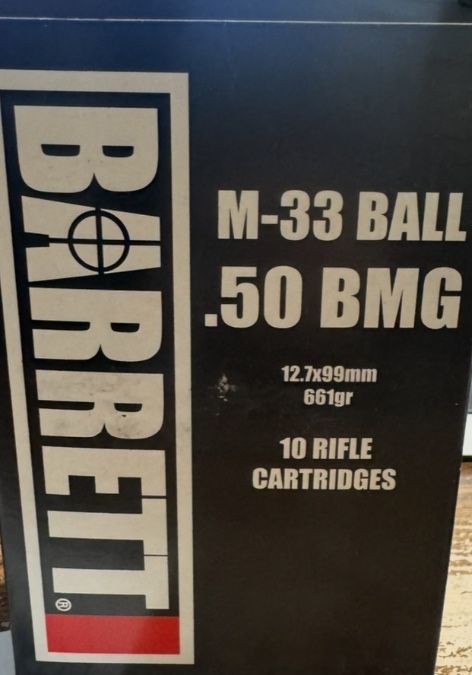 BARRETT®
M-33 BALL
.50 BMG
12.7x99mm
661gr
10 RIFLE
CARTRIDGES